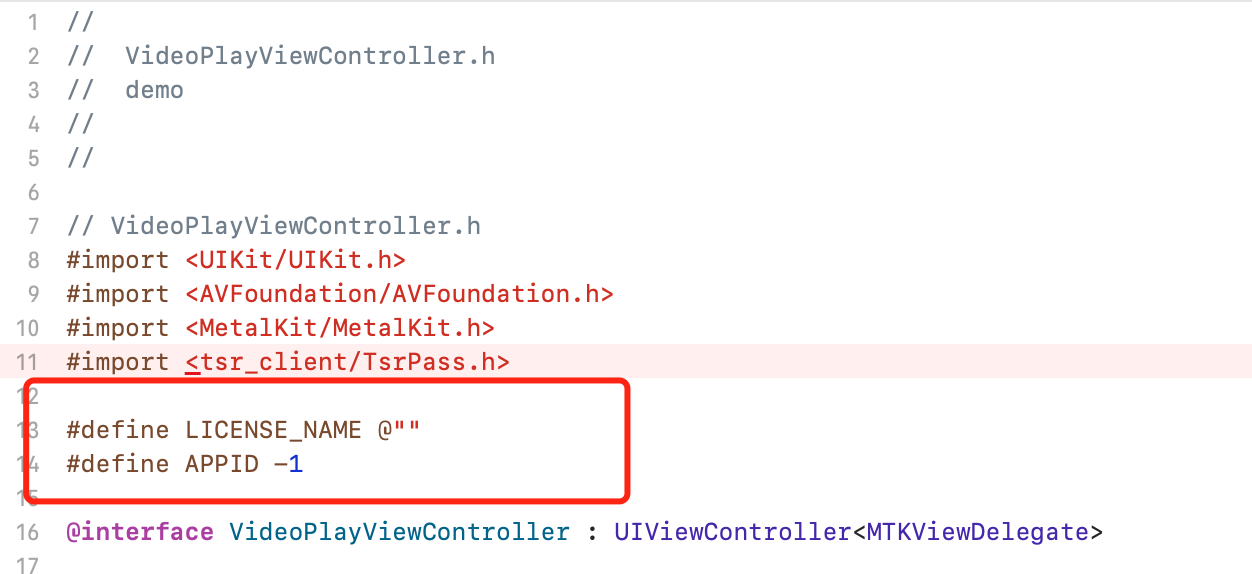 1 //
2 //  VideoPlayViewController.h
3 //  demo
4 //
5 //
6
7 // VideoPlayViewController.h
8 #import <UIKit/UIKit.h>
9 #import <AVFoundation/AVFoundation.h>
10 #import <MetalKit/MetalKit.h>
11 #import <tsr_client/TsrPass.h>
12
13 #define LICENSE_NAME @""
14 #define APPID -1
15
16 @interface VideoPlayViewController : UIViewController<MTKViewDelegate>
17